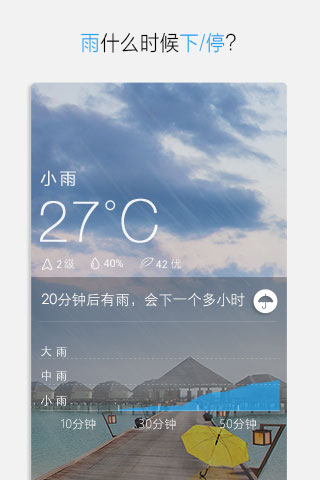 雨什么时候下/停?
小雨
27°C
2级 40% 42 优
20分钟后有雨，会下一个多小时
大雨
中雨
小雨
10分钟 30分钟 50分钟